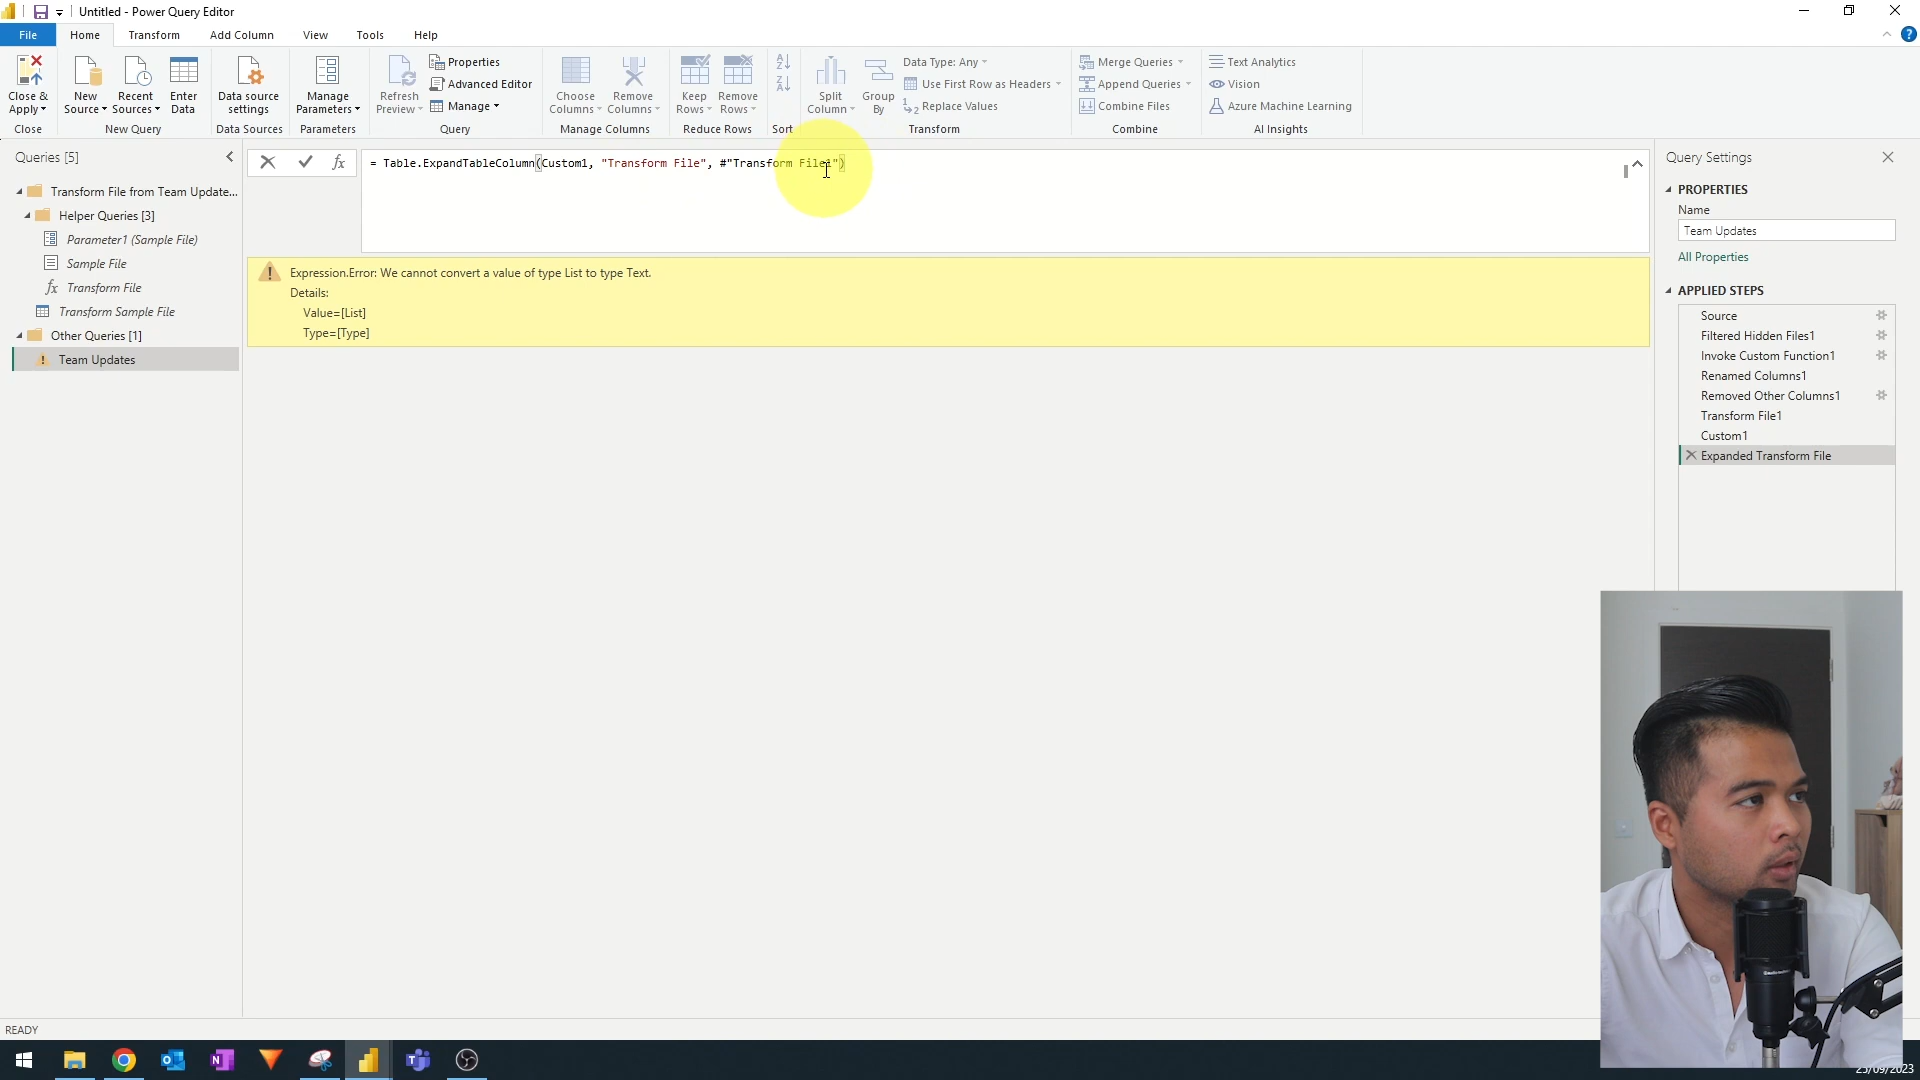 Untitled - Power Query Editor
File
Home
Transform
Add Column
View
Tools
Help
Close &
Apply
Close
New
Source
Recent
Sources
Enter
Data
New Query
Data source
settings
Data Sources
Manage
Parameters
Parameters
Refresh
Preview
Properties
Advanced Editor
Manage
Query
Choose
Columns
Remove
Columns
Manage Columns
Keep
Rows
Remove
Rows
Reduce Rows
Sort
Split
Column
Group
By
Data Type: Any
Use First Row as Headers
Replace Values
Transform
Merge Queries
Append Queries
Combine Files
Combine
Text Analytics
Vision
Azure Machine Learning
AI Insights
Queries [5]
Transform File from Team Update...
Helper Queries [3]
Parameter1 (Sample File)
Sample File
fx Transform File
Transform Sample File
Other Queries [1]
Team Updates
fx
= Table.ExpandTableColumn(Custom1, "Transform File", #"Transform File1")
Expression.Error: We cannot convert a value of type List to type Text.
Details:
Value=[List]
Type=[Type]
Query Settings
PROPERTIES
Name
Team Updates
All Properties
APPLIED STEPS
Source
Filtered Hidden Files1
Invoke Custom Function1
Renamed Columns1
Removed Other Columns1
Transform File1
Custom1
Expanded Transform File
READY
25/09/2023